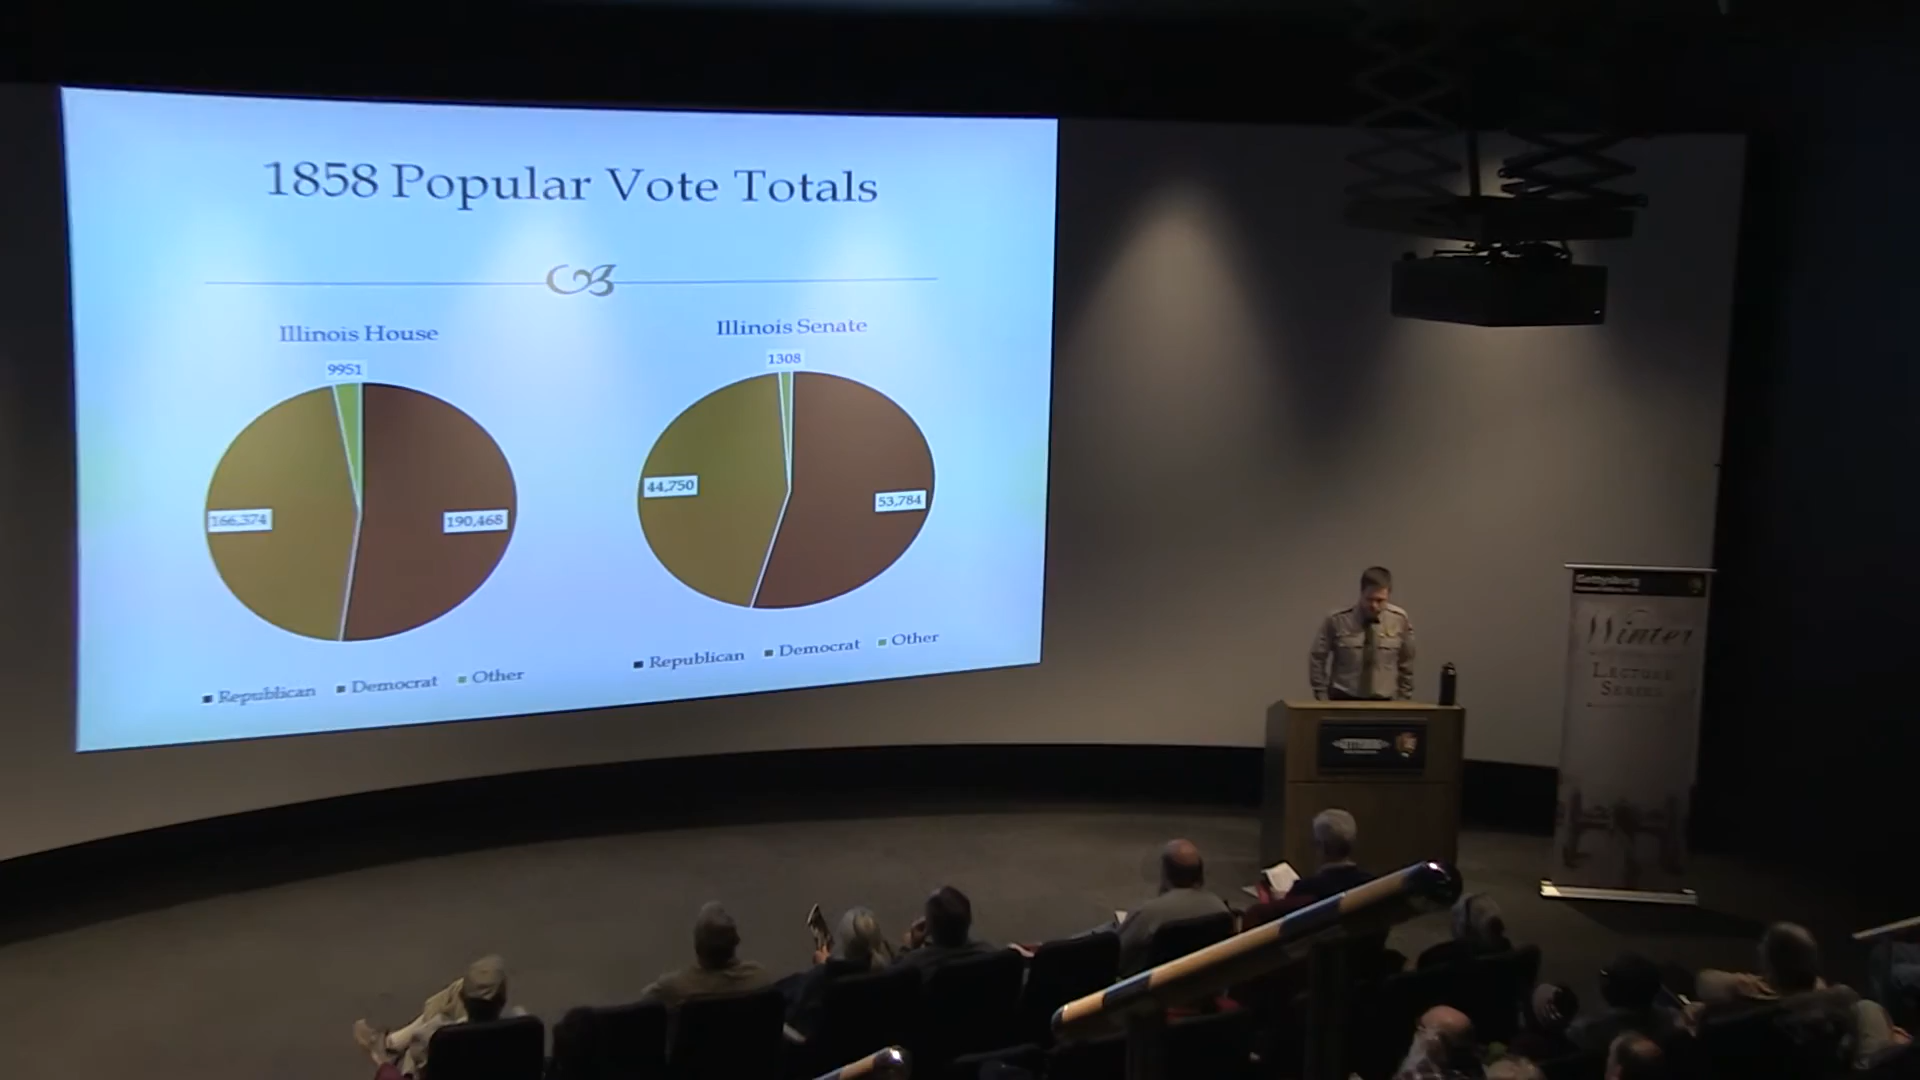 1858 Popular Vote Totals
Illinois House
9951
166,374
190,468
Republican Democrat Other
Illinois Senate
1308
44,750
53,784
Republican Democrat Other
Gettysburg
Winter
Lecture
Series